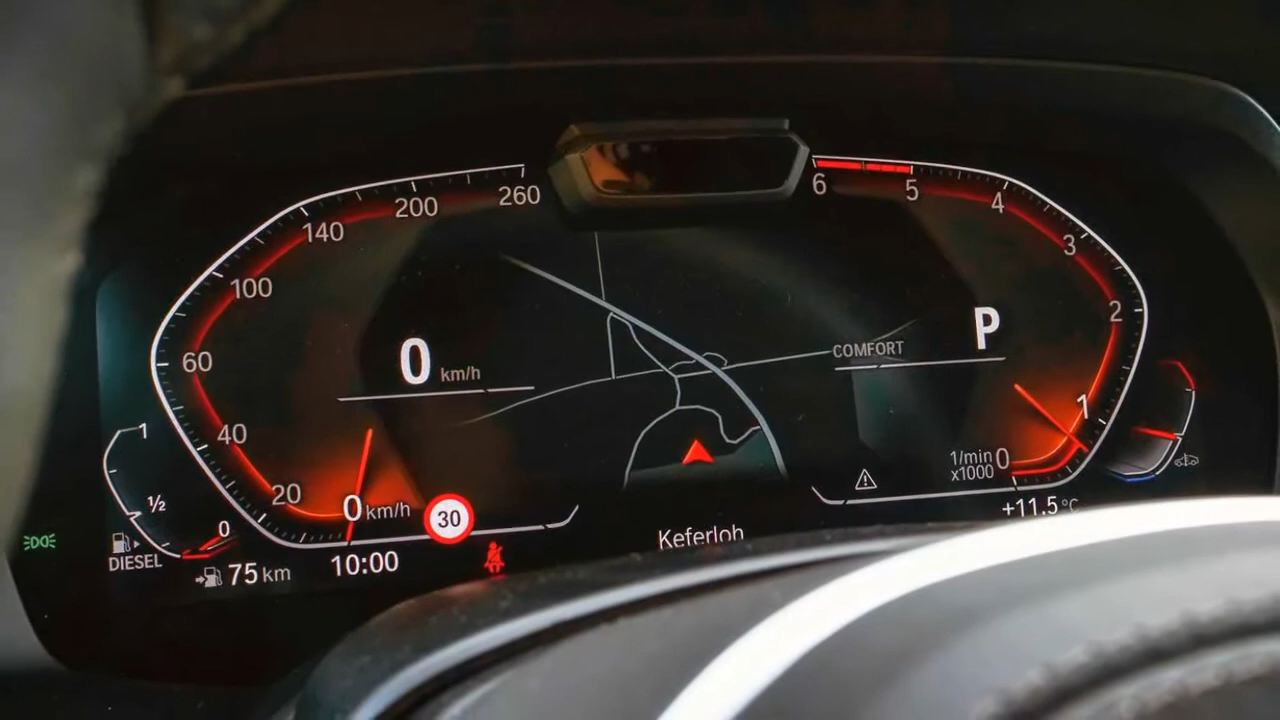 260
200
140
100
60
40
20
0 km/h
0 km/h
30
1
½
0
DIESEL
75 km
10:00
Keferloh
COMFORT
P
6
5
4
3
2
1
0
1/min
x1000
+11.5 °C